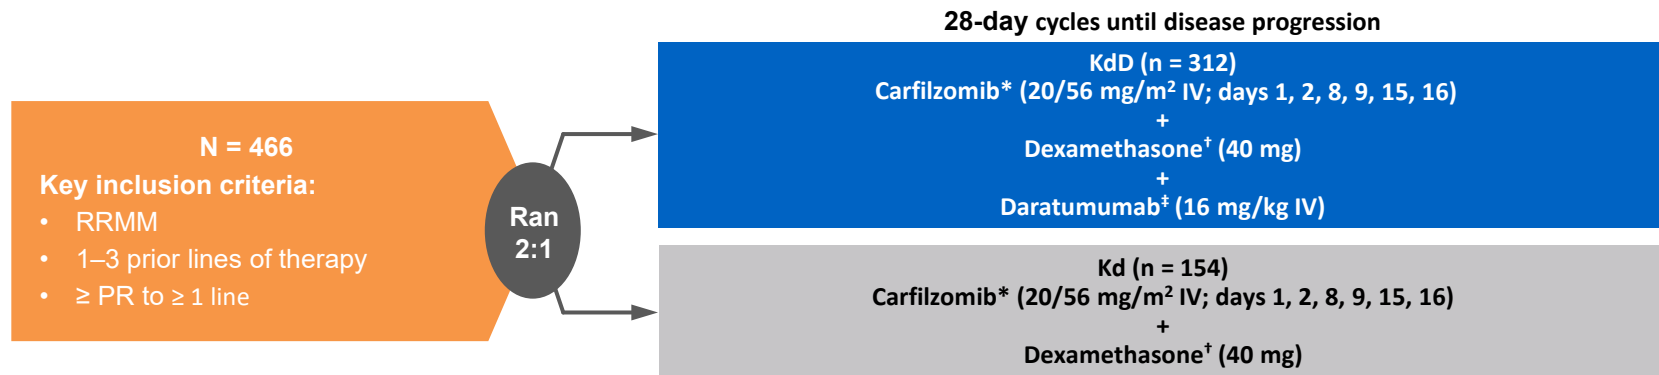 28-day cycles until disease progression
N = 466
Key inclusion criteria:
• RRMM
• 1–3 prior lines of therapy
• ≥ PR to ≥ 1 line
Ran
2:1
KdD (n = 312)
Carfilzomib* (20/56 mg/m² IV; days 1, 2, 8, 9, 15, 16)
+
Dexamethasone† (40 mg)
+
Daratumumab‡ (16 mg/kg IV)
Kd (n = 154)
Carfilzomib* (20/56 mg/m² IV; days 1, 2, 8, 9, 15, 16)
+
Dexamethasone† (40 mg)